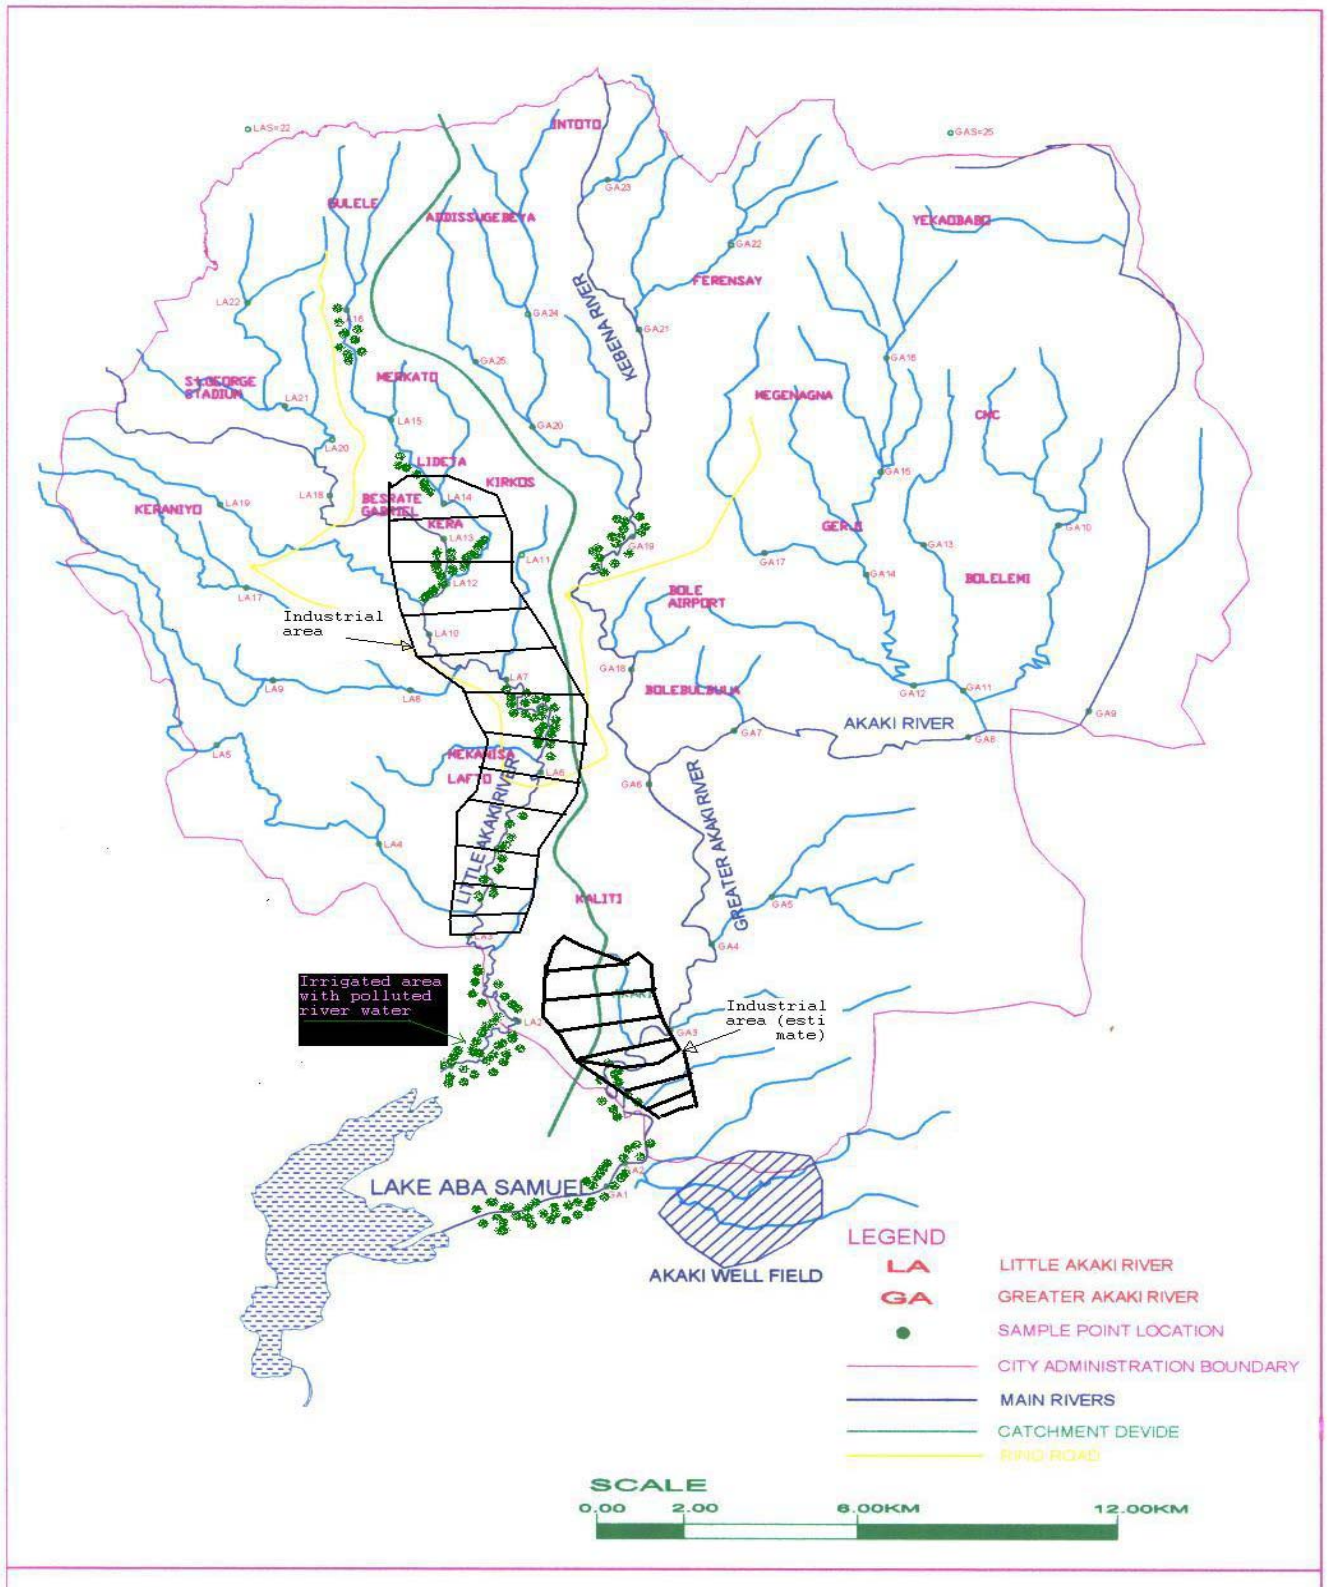 INTOTO
LAS=22
GAS=25
GA23
GULELE
ADDISSUGEBEYA
YEKAOBABO
GA22
FERENSAY
KEBENA RIVER
LA22
GA24
GA21
GA16
GA25
MERKATO
ST.GEORGE
STADIUM
LA21
MEGENAGNA
CMC
LA15
GA20
LA20
LIDETA
GA15
KIRKOS
LA18
BESRATE
GABRIEL
LA14
LA19
KERANIYO
KERA
GA10
LA13
GA19
GA13
LA11
GA17
GA14
BOLELEMI
LA12
LA17
BOLE
AIRPORT
Industrial
area
LA10
GA18
LA7
LA9
LA8
BOLEBULBULA
GA12
GA11
GA9
AKAKI RIVER
GA7
GA8
LA5
MEKANISA
LAFTO
LA6
GA6
LITTLE AKAKI RIVER
GREATER AKAKI RIVER
LA4
KALITI
GA5
LA3
GA4
Irrigated area
with polluted
river water
Industrial
area (esti
mate)
LA2
GA3
GA2
LAKE ABA SAMUEL
GA1
AKAKI WELL FIELD
LEGEND
LA LITTLE AKAKI RIVER
GA GREATER AKAKI RIVER
SAMPLE POINT LOCATION
CITY ADMINISTRATION BOUNDARY
MAIN RIVERS
CATCHMENT DEVIDE
RING ROAD
SCALE
0.00 2.00 6.00KM 12.00KM